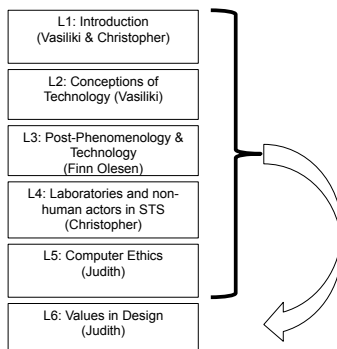 L1: Introduction
(Vasiliki & Christopher)
L2: Conceptions of
Technology (Vasiliki)
L3: Post-Phenomenology &
Technology
(Finn Olesen)
L4: Laboratories and non-
human actors in STS
(Christopher)
L5: Computer Ethics
(Judith)
L6: Values in Design
(Judith)